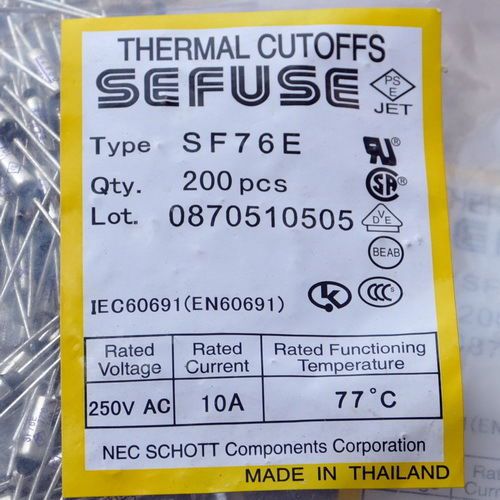 THERMAL CUTOFFS
SEFUSE
PS
E
JET
Type SF76E
Qty. 200 pcs
Lot. 0870510505
VDE
BEAB
IEC60691(EN60691)
Rated Voltage Rated Current Rated Functioning Temperature
250V AC 10A 77°C
NEC SCHOTT Components Corporation
MADE IN THAILAND